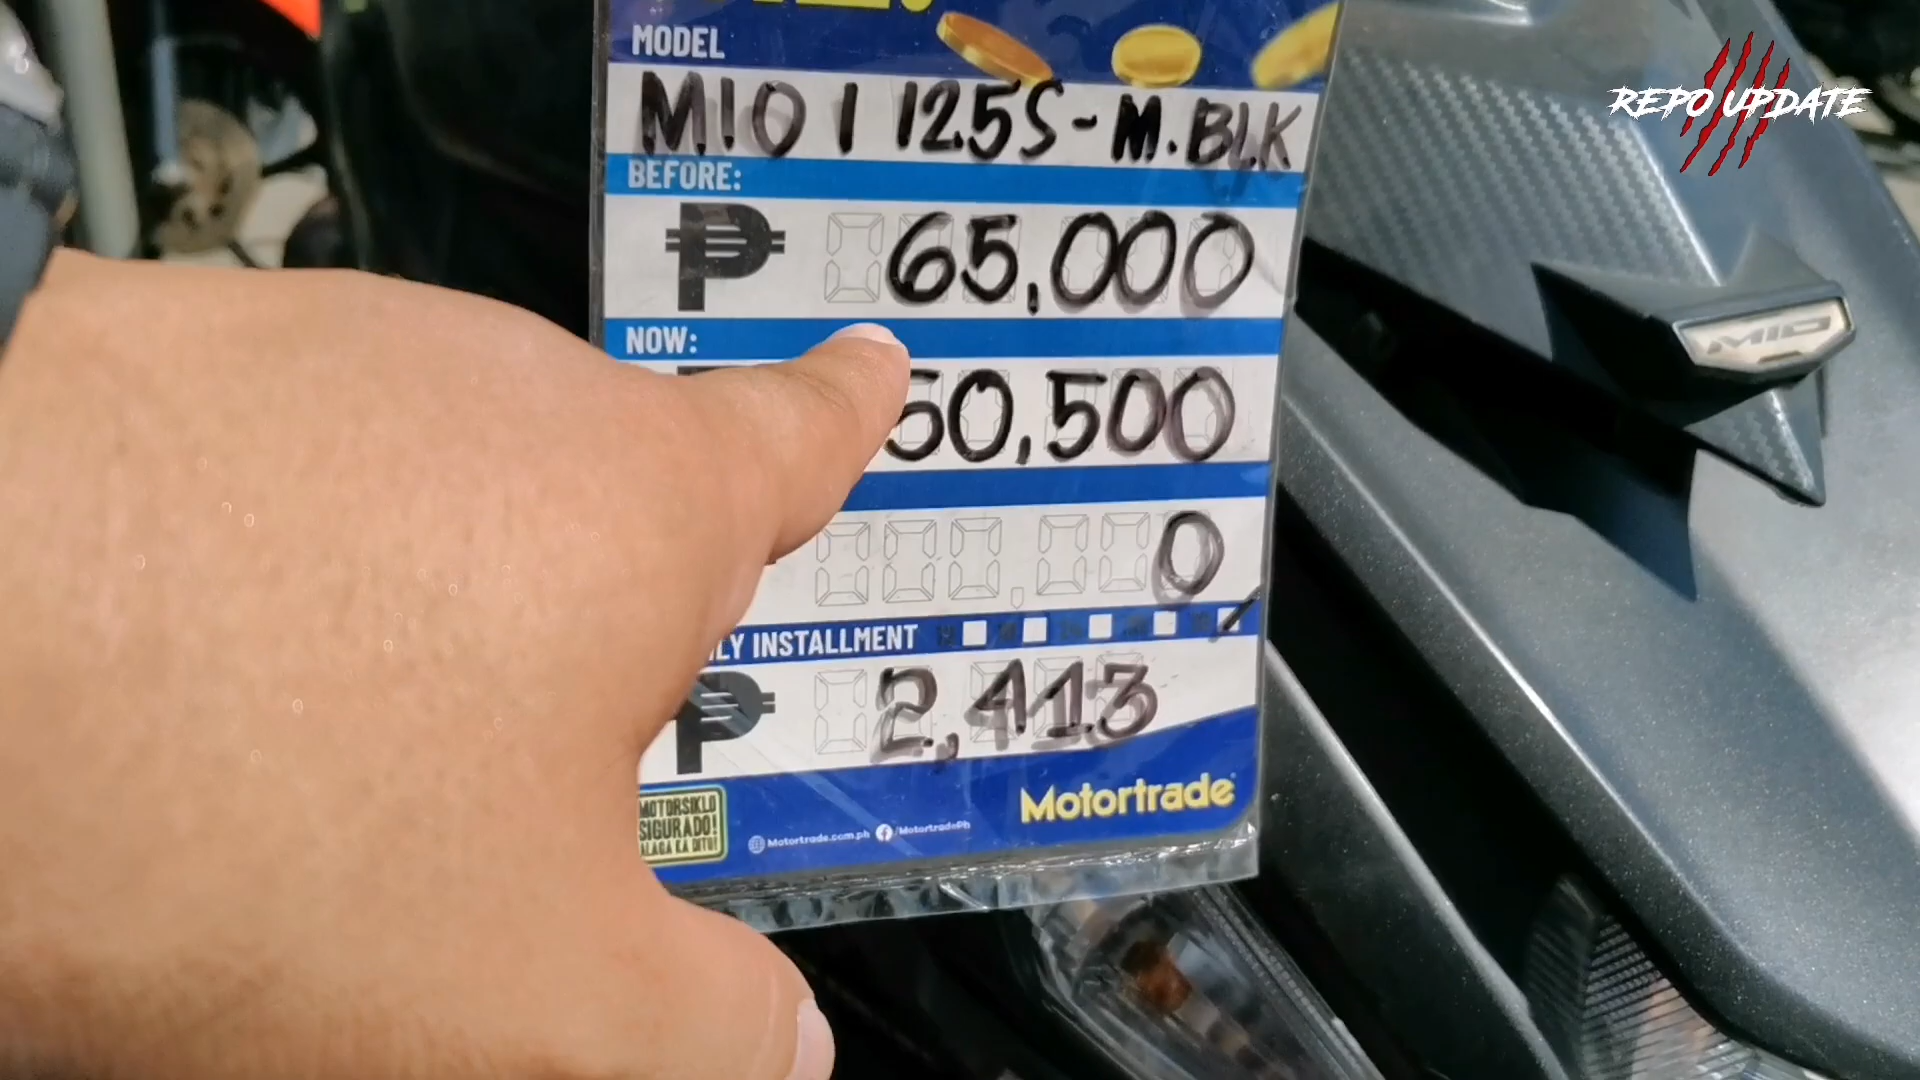 MODEL
MIO I 125S - M.BLK
BEFORE:
₱ 65,000
NOW:
50,500
0
LY INSTALLMENT
₱ 2,413
MOTORSIKLO
SIGURADO!
ALAGA KA DITO!
Motortrade.com.ph /MotortradePh
Motortrade
REPO UPDATE
MIO